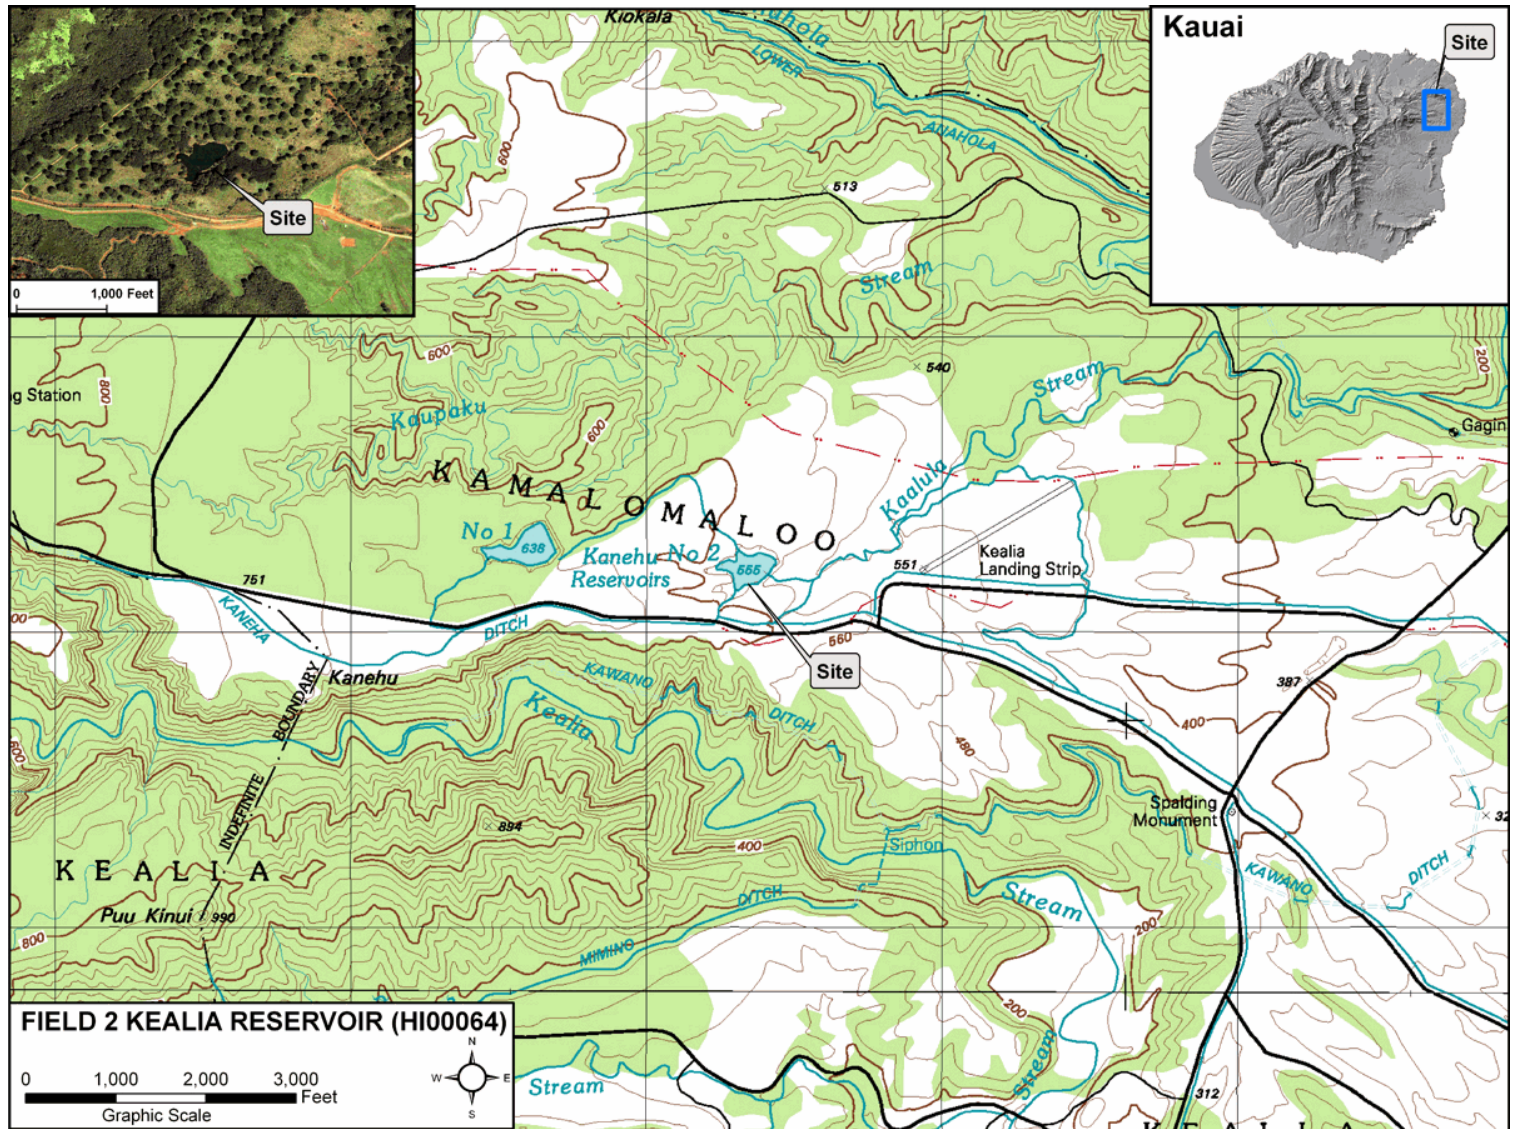 Kiokala
Kauai
Site
LOWER
ANAHOLA
600
513
Site
0
1,000 Feet
Stream
600
540
Stream
200
800
ng Station
Kaupaku
600
Gagin
KAMALOMALOO
Kaalula
No 1
638
Kanehu No 2
Reservoirs
555
551
Kealia
Landing Strip
751
KANEHA
DITCH
560
Site
Kanehu
KAWANO
DITCH
BOUNDARY
Kealia
387
400
480
INDEFINITE
Spalding
Monument
894
400
Siphon
KEALIA
KAWANO
DITCH
DITCH
Stream
Puu Kinui
990
200
800
MIMINO
200
FIELD 2 KEALIA RESERVOIR (HI00064)
N
W
E
S
0
1,000
2,000
3,000
Feet
Graphic Scale
Stream
Stream
312
KEALIA